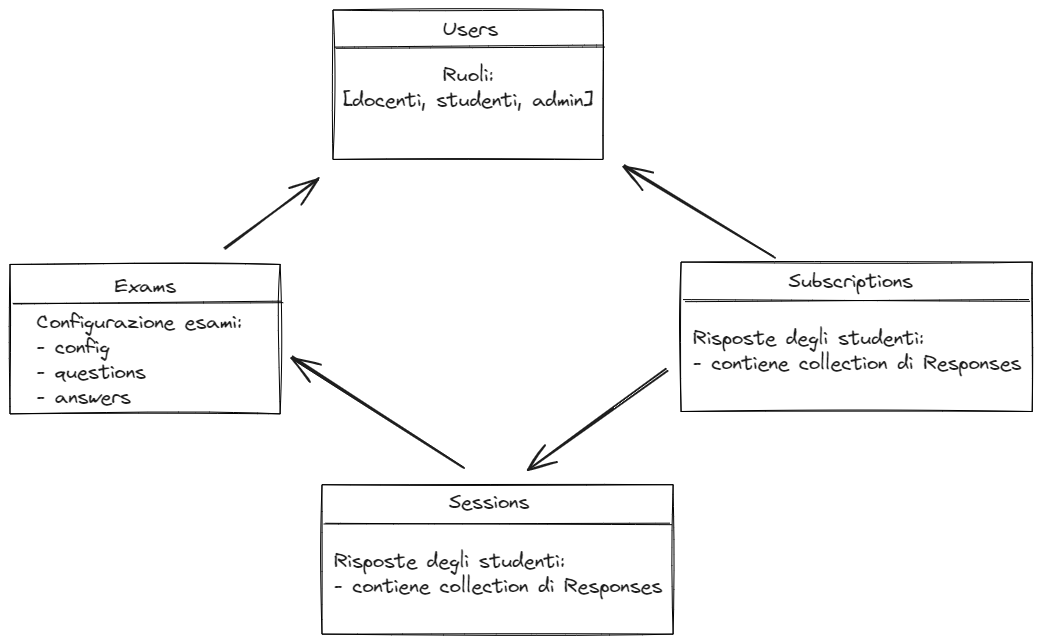 Users
Ruoli:
[docenti, studenti, admin]
Exams
Configurazione esami:
- config
- questions
- answers
Subscriptions
Risposte degli studenti:
- contiene collection di Responses
Sessions
Risposte degli studenti:
- contiene collection di Responses